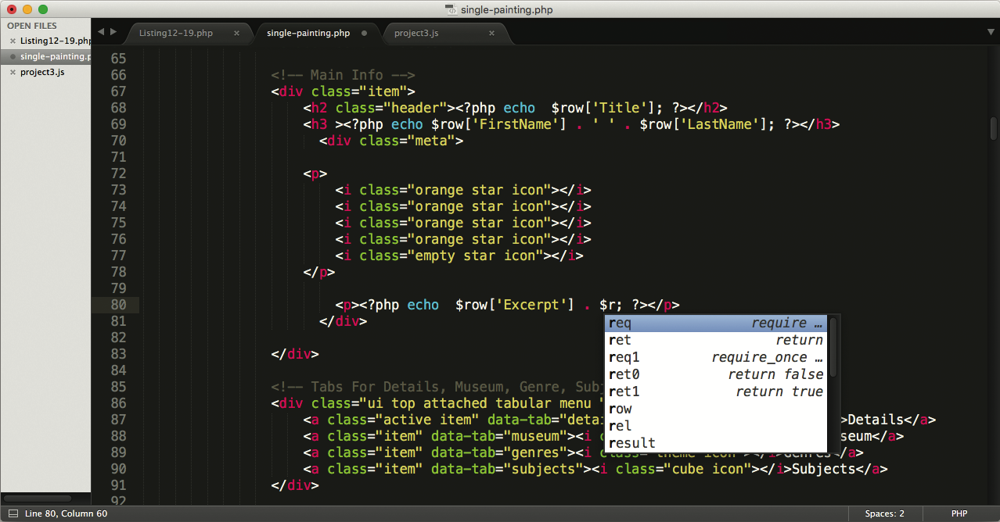 single-painting.php
OPEN FILES
Listing12-19.php
single-painting.p
project3.js
Listing12-19.php
single-painting.php
project3.js
65
66 <!-- Main Info -->
67 <div class="item">
68 <h2 class="header"><?php echo  $row['Title']; ?></h2>
69 <h3 ><?php echo $row['FirstName'] . ' ' . $row['LastName']; ?></h3>
70 <div class="meta">
71
72 <p>
73 <i class="orange star icon"></i>
74 <i class="orange star icon"></i>
75 <i class="orange star icon"></i>
76 <i class="orange star icon"></i>
77 <i class="empty star icon"></i>
78 </p>
79
80 <p><?php echo  $row['Excerpt'] . $r; ?></p>
81 </div>
82
83 </div>
84
85 <!-- Tabs For Details, Museum, Genre, Sub
86 <div class="ui top attached tabular menu "
87 <a class="active item" data-tab="detai >Details</a>
88 <a class="item" data-tab="museum"><i c seum</a>
89 <a class="item" data-tab="genres"><i class="theme icon"></i>Genres</a>
90 <a class="item" data-tab="subjects"><i class="cube icon"></i>Subjects</a>
91 </div>
92
req require …
ret return
req1 require_once …
ret0 return false
ret1 return true
row
rel
result
Line 80, Column 60
Spaces: 2
PHP